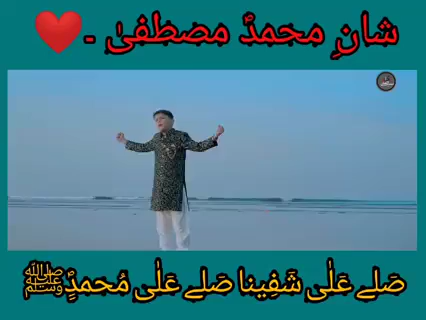 شانِ محمدؐ مصطفیٰ ۔❤️
صَلے عَلٰی شَفِینا صَلے عَلٰی مُحمدٍؐﷺ